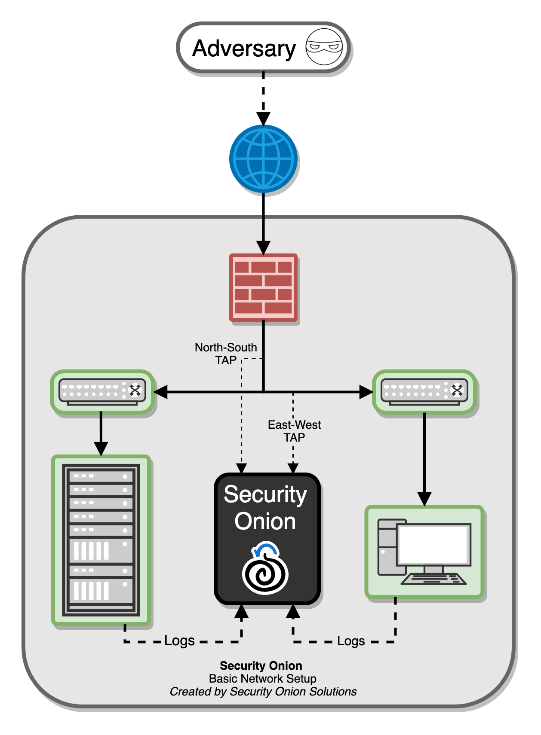 Adversary
North-South
TAP
East-West
TAP
Security
Onion
Logs
Logs
Security Onion
Basic Network Setup
Created by Security Onion Solutions